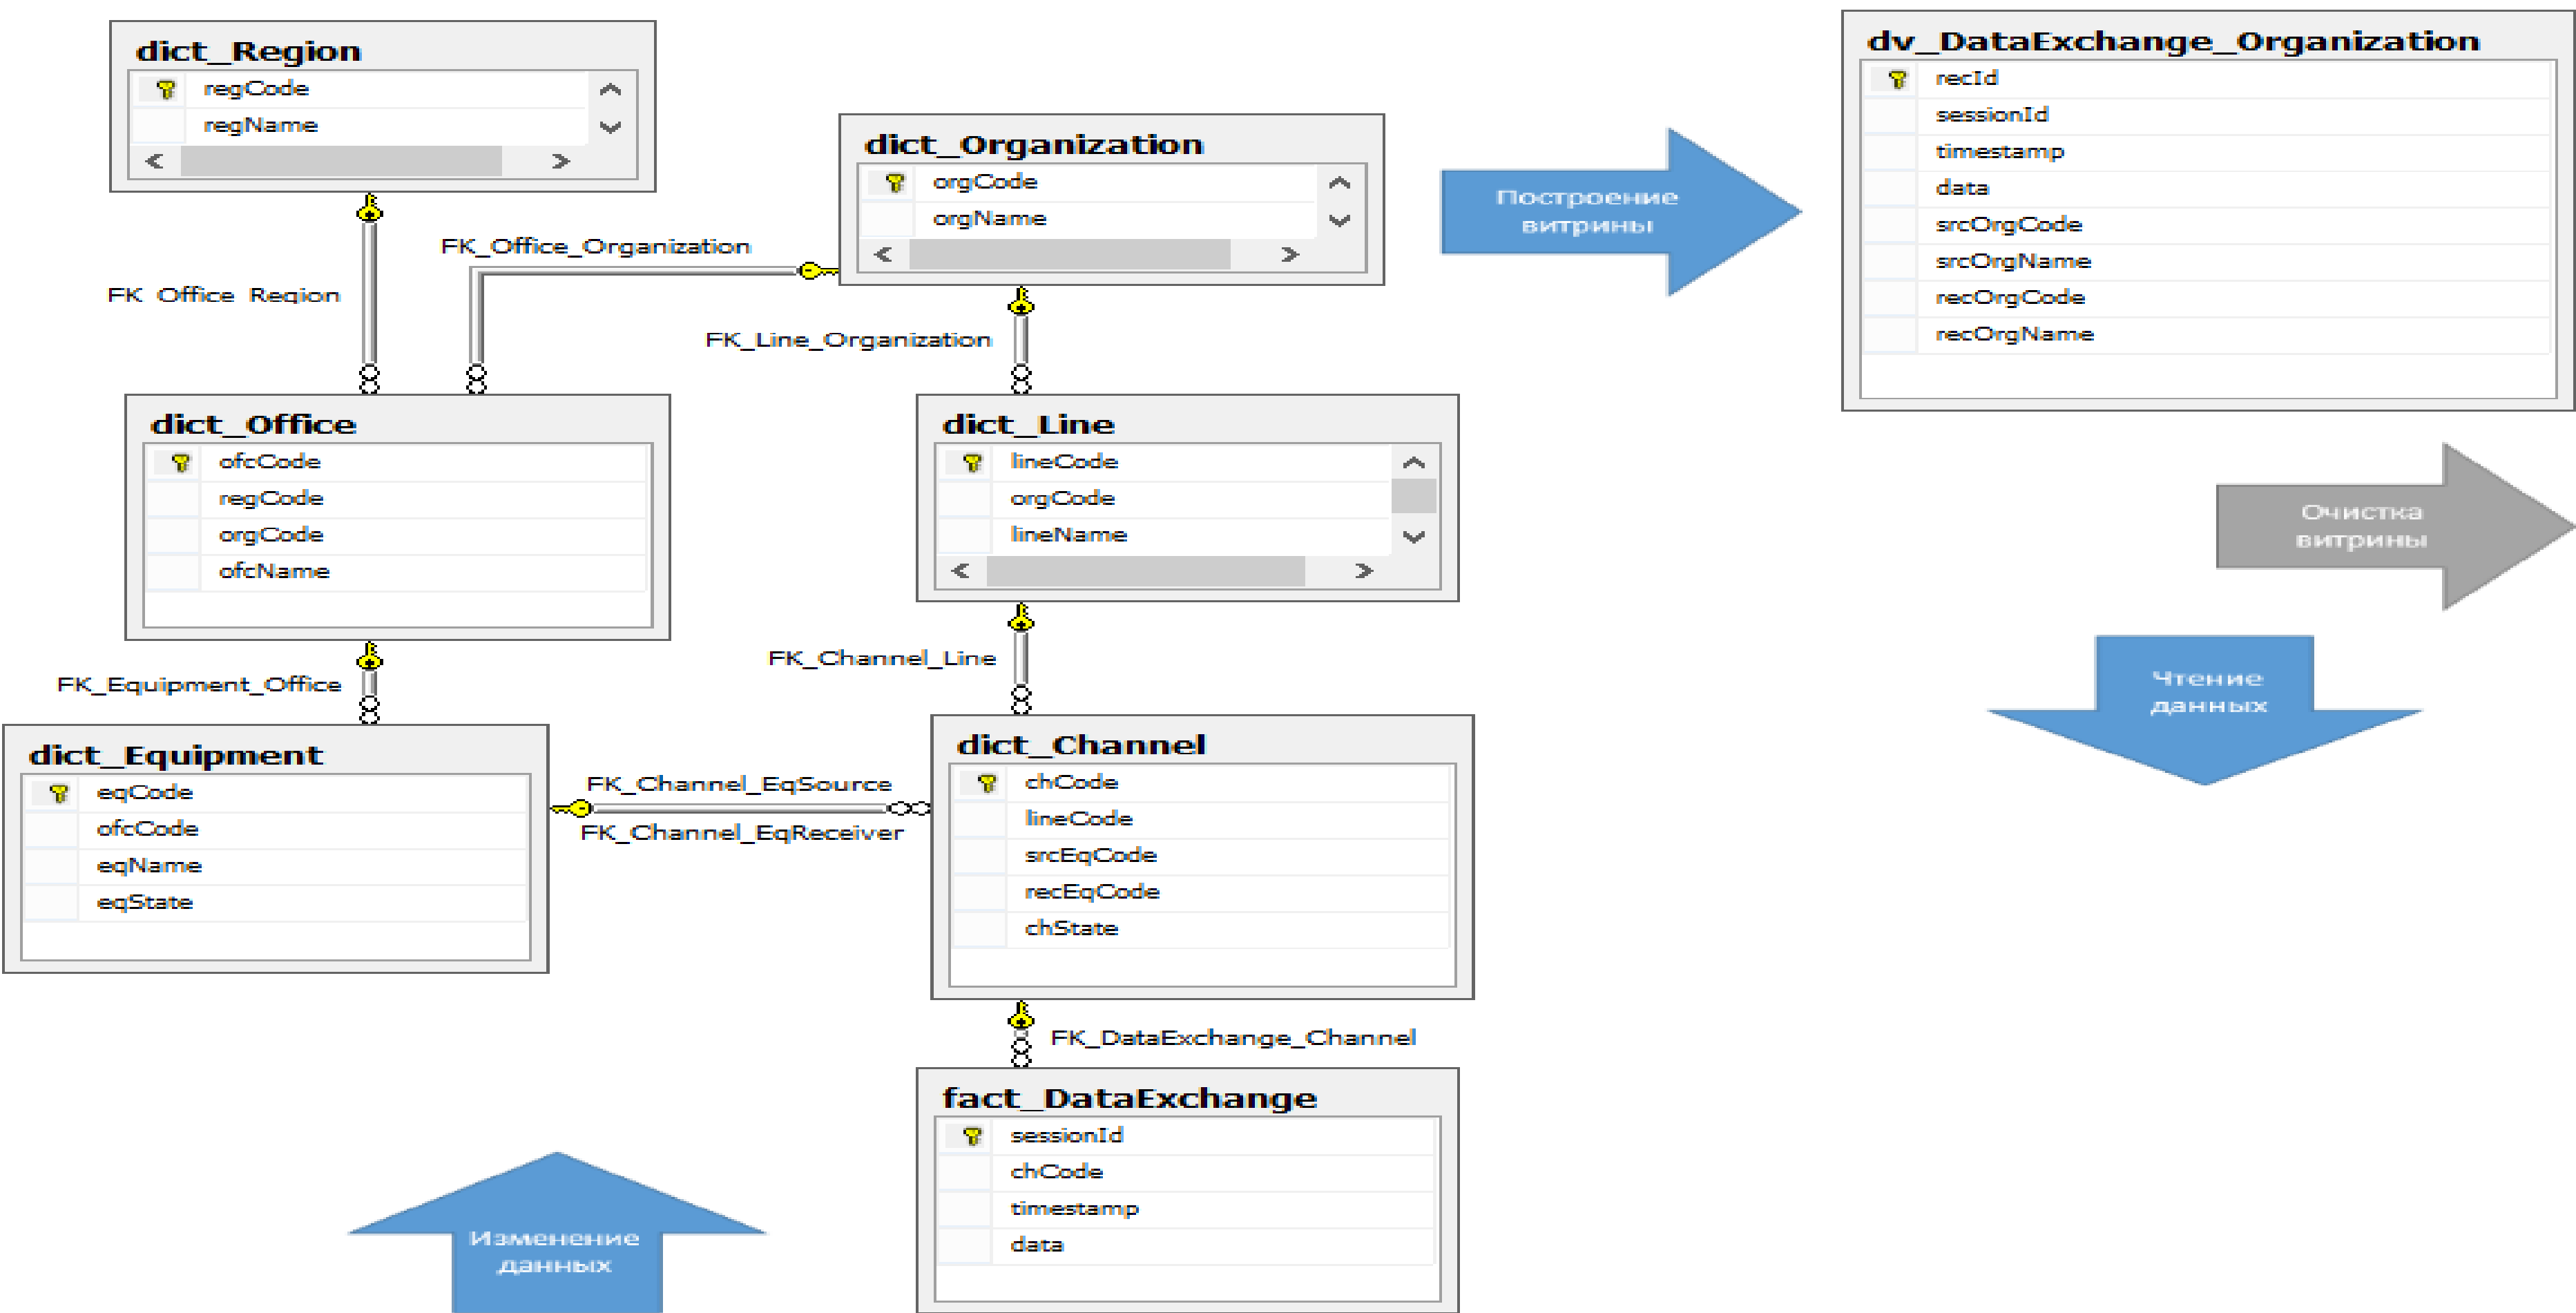 dict_Region
regCode
regName
FK_Office_Region
FK_Office_Organization
dict_Organization
orgCode
orgName
FK_Line_Organization
Построение
витрины
dv_DataExchange_Organization
recId
sessionId
timestamp
data
srcOrgCode
srcOrgName
recOrgCode
recOrgName
dict_Office
ofcCode
regCode
orgCode
ofcName
dict_Line
lineCode
orgCode
lineName
Очистка
витрины
FK_Equipment_Office
FK_Channel_Line
Чтение
данных
dict_Equipment
eqCode
ofcCode
eqName
eqState
FK_Channel_EqSource
FK_Channel_EqReceiver
dict_Channel
chCode
lineCode
srcEqCode
recEqCode
chState
FK_DataExchange_Channel
fact_DataExchange
sessionId
chCode
timestamp
data
Изменение
данных